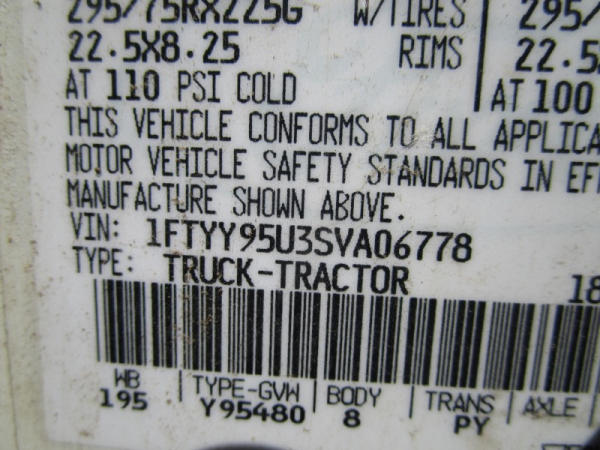 295/75RX225G W/TIRES 295/
22.5X8.25 RIMS 22.5
AT 110 PSI COLD AT 100
THIS VEHICLE CONFORMS TO ALL APPLICA
MOTOR VEHICLE SAFETY STANDARDS IN EFF
MANUFACTURE SHOWN ABOVE.
VIN: 1FTYY95U3SVA06778
TYPE: TRUCK-TRACTOR 18
WB TYPE-GVW BODY TRANS AXLE
195 Y95480 8 PY